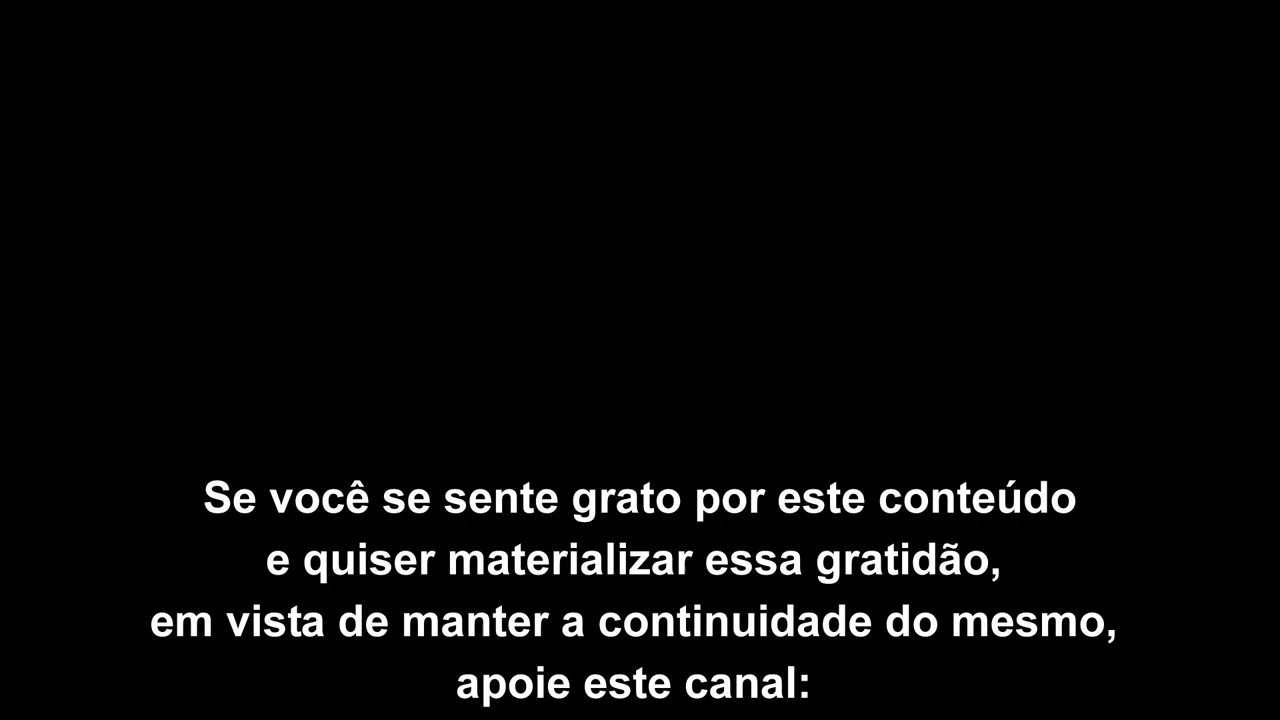 Se você se sente grato por este conteúdo
e quiser materializar essa gratidão,
em vista de manter a continuidade do mesmo,
apoie este canal: